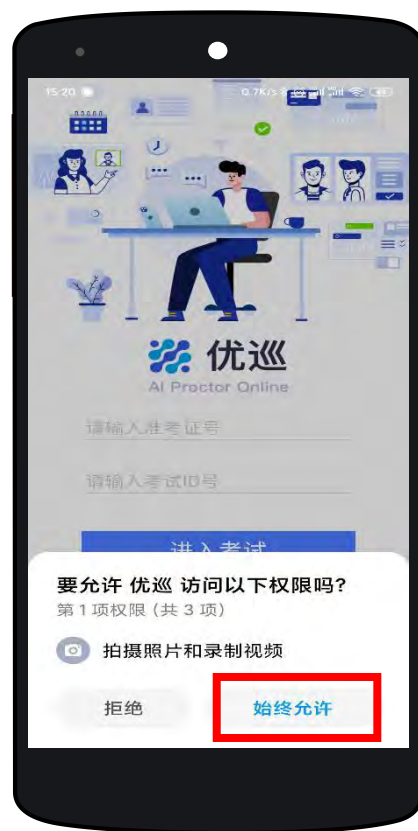 15:20
0.7K/s
优巡
AI Proctor Online
请输入准考证号
请输入考试ID号
进入考试
要允许 优巡 访问以下权限吗?
第 1 项权限 (共 3 项)
拍摄照片和录制视频
拒绝
始终允许